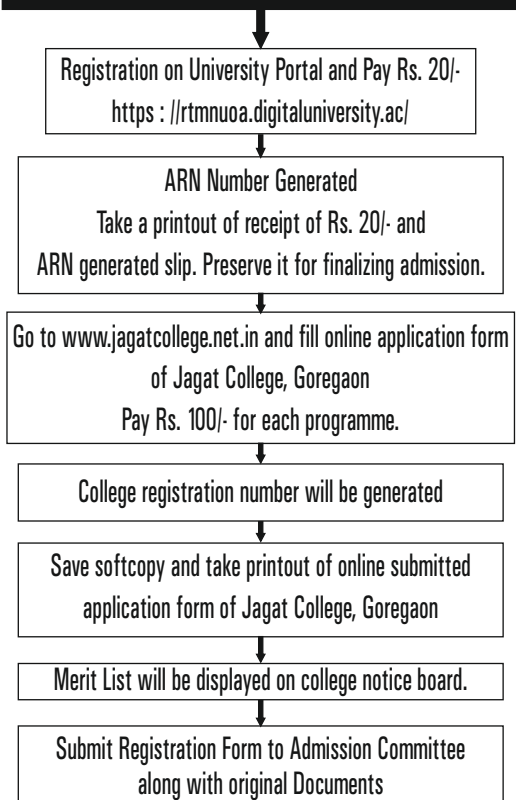 Registration on University Portal and Pay Rs. 20/-
https : //rtmnuoa.digitaluniversity.ac/
ARN Number Generated
Take a printout of receipt of Rs. 20/- and
ARN generated slip. Preserve it for finalizing admission.
Go to www.jagatcollege.net.in and fill online application form
of Jagat College, Goregaon
Pay Rs. 100/- for each programme.
College registration number will be generated
Save softcopy and take printout of online submitted
application form of Jagat College, Goregaon
Merit List will be displayed on college notice board.
Submit Registration Form to Admission Committee
along with original Documents